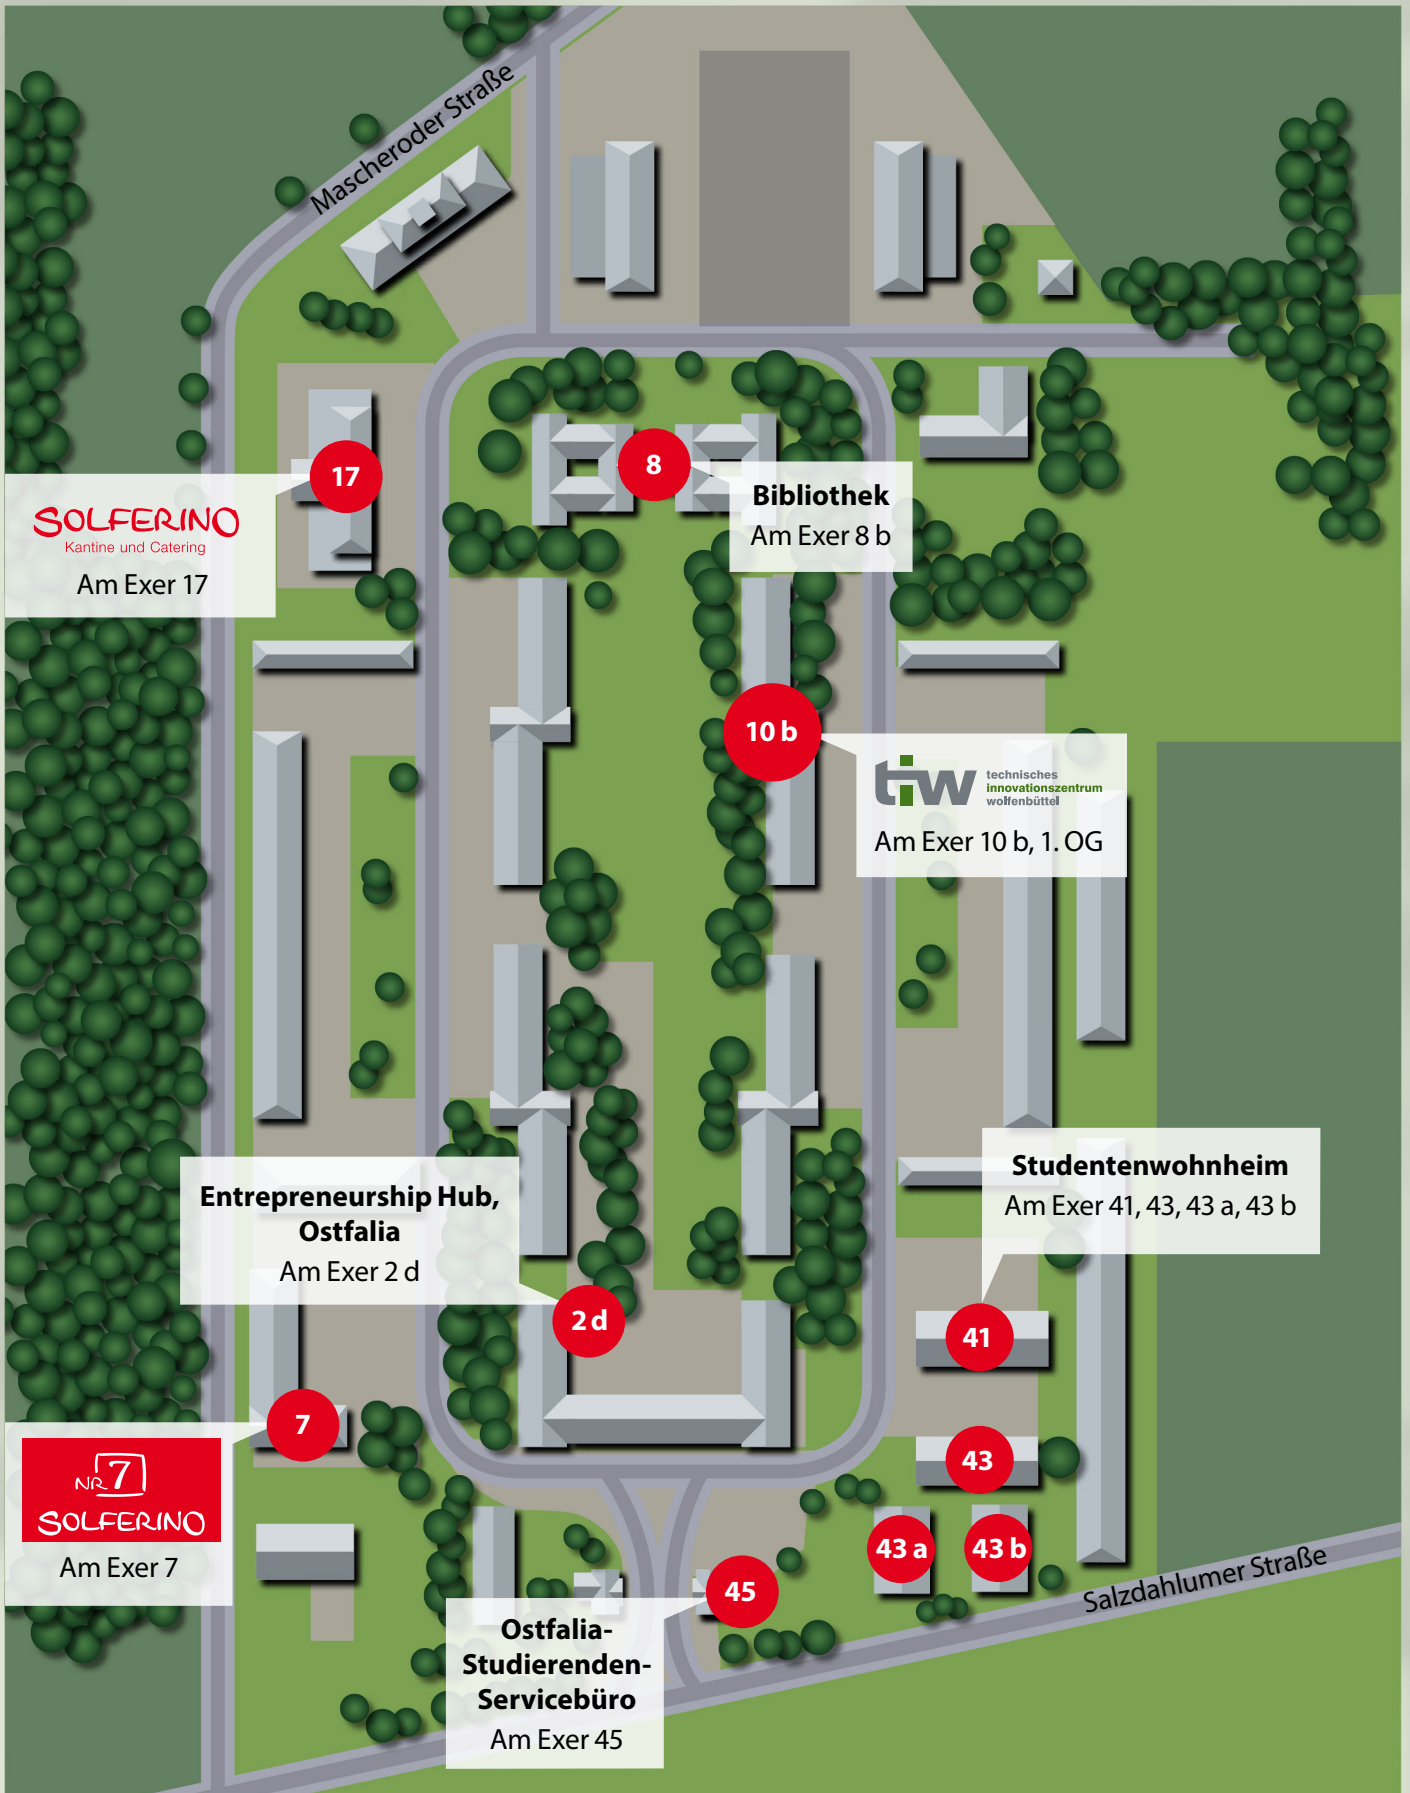 Mascheroder Straße
17
SOLFERINO
Kantine und Catering
Am Exer 17
8
Bibliothek
Am Exer 8 b
10 b
tiw
technisches
innovationszentrum
wolfenbüttel
Am Exer 10 b, 1. OG
Studentenwohnheim
Am Exer 41, 43, 43 a, 43 b
Entrepreneurship Hub,
Ostfalia
Am Exer 2 d
2 d
41
7
NR 7
SOLFERINO
Am Exer 7
43
43 a
43 b
45
Ostfalia-
Studierenden-
Servicebüro
Am Exer 45
Salzdahlumer Straße